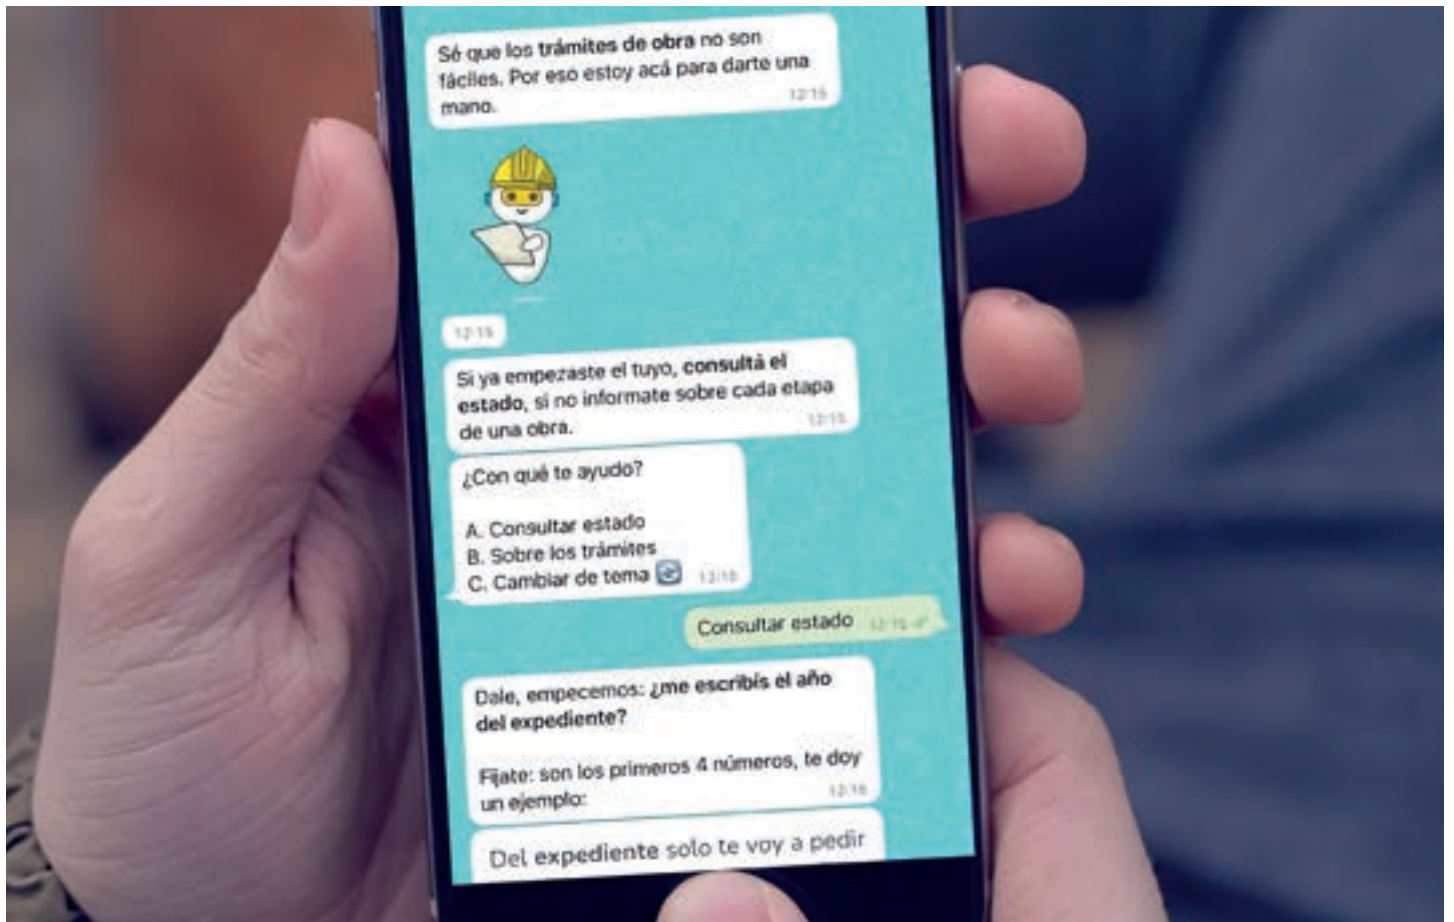 Sé que los trámites de obra no son
fáciles. Por eso estoy acá para darte una
mano.
12:15
12:15
Si ya empezaste el tuyo, consultá el
estado, si no informate sobre cada etapa
de una obra.
12:15
¿Con qué te ayudo?
A. Consultar estado
B. Sobre los trámites
C. Cambiar de tema
Consultar estado
Dale, empecemos: ¿me escribís el año
del expediente?
Fijate: son los primeros 4 números, te doy
un ejemplo:
Del expediente solo te voy a pedir